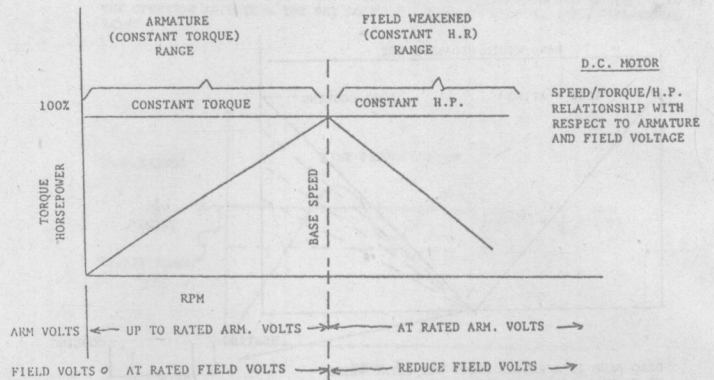 ARMATURE
(CONSTANT TORQUE)
RANGE
FIELD WEAKENED
(CONSTANT H.R)
RANGE
D.C. MOTOR
SPEED/TORQUE/H.P.
RELATIONSHIP WITH
RESPECT TO ARMATURE
AND FIELD VOLTAGE
100%
CONSTANT TORQUE
CONSTANT H.P.
TORQUE
HORSEPOWER
BASE SPEED
RPM
ARM VOLTS
UP TO RATED ARM. VOLTS
AT RATED ARM. VOLTS
FIELD VOLTS
AT RATED FIELD VOLTS
REDUCE FIELD VOLTS